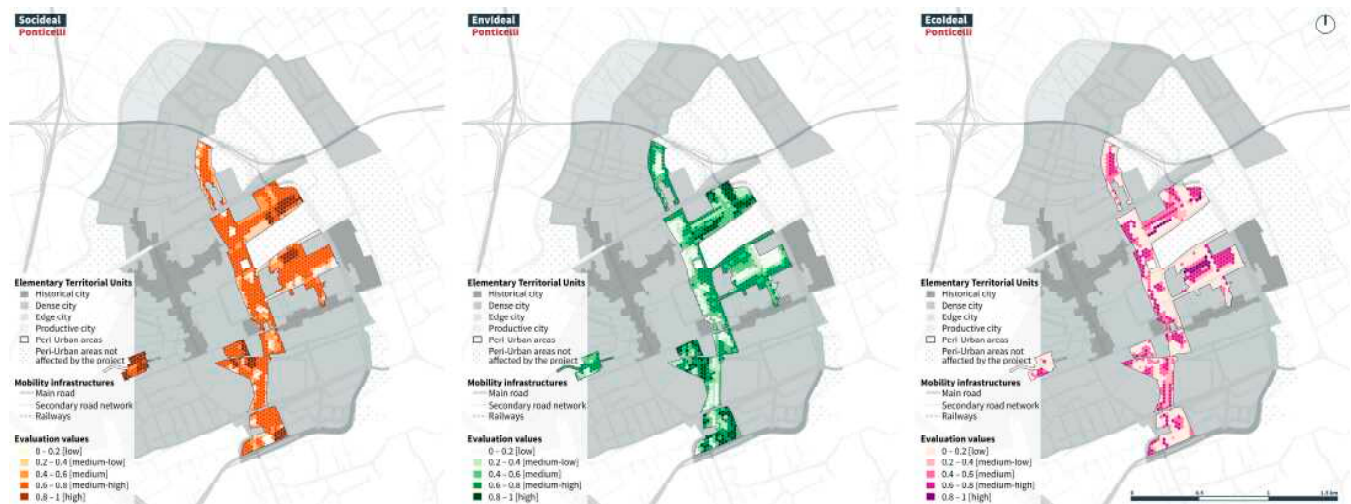 SocIdeal
Ponticelli
Elementary Territorial Units
Historical city
Dense city
Edge city
Productive city
Peri-Urban areas
Peri-Urban areas not
affected by the project
Mobility infrastructures
Main road
Secondary road network
Railways
Evaluation values
0 – 0.2 [low]
0.2 – 0.4 [medium-low]
0.4 – 0.6 [medium]
0.6 – 0.8 [medium-high]
0.8 – 1 [high]
EnvIdeal
Ponticelli
Elementary Territorial Units
Historical city
Dense city
Edge city
Productive city
Peri-Urban areas
Peri-Urban areas not
affected by the project
Mobility infrastructures
Main road
Secondary road network
Railways
Evaluation values
0 – 0.2 [low]
0.2 – 0.4 [medium-low]
0.4 – 0.6 [medium]
0.6 – 0.8 [medium-high]
0.8 – 1 [high]
EcoIdeal
Ponticelli
Elementary Territorial Units
Historical city
Dense city
Edge city
Productive city
Peri-Urban areas
Peri-Urban areas not
affected by the project
Mobility infrastructures
Main road
Secondary road network
Railways
Evaluation values
0 – 0.2 [low]
0.2 – 0.4 [medium-low]
0.4 – 0.6 [medium]
0.6 – 0.8 [medium-high]
0.8 – 1 [high]
0 0.5 1 1.5 km